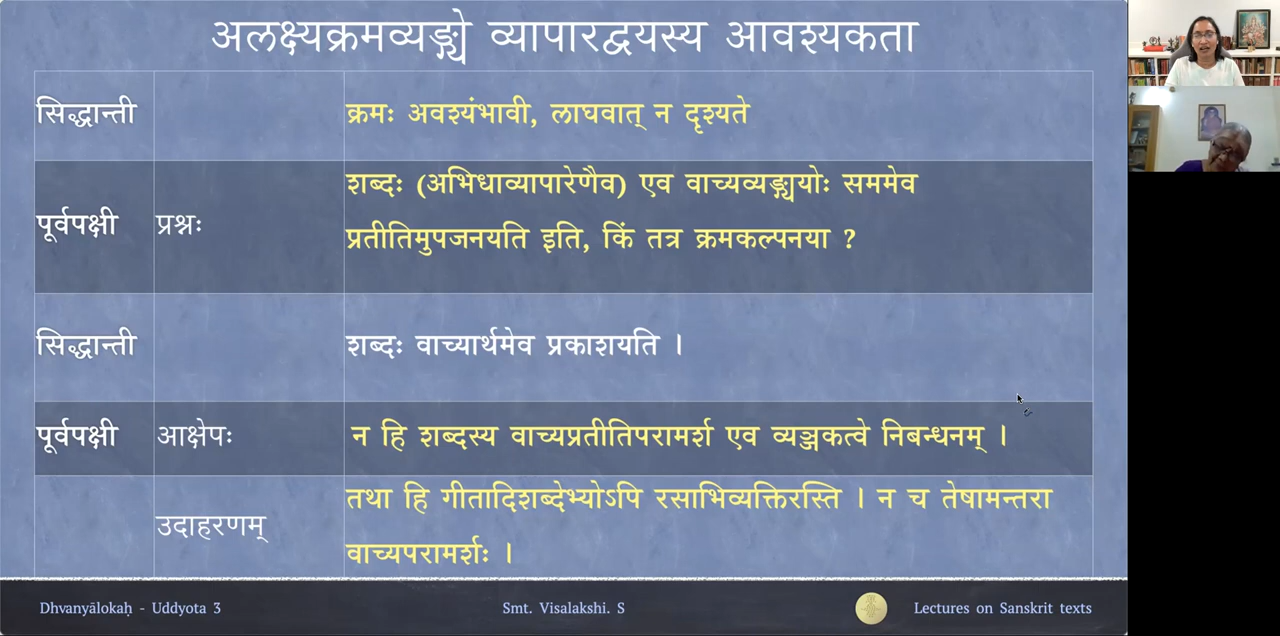 अलक्ष्यक्रमव्यङ्ग्ये व्यापारद्वयस्य आवश्यकता
सिद्धान्ती क्रमः अवश्यंभावी, लाघवात् न दृश्यते
शब्दः (अभिधाव्यापारेणैव) एव वाच्यव्यङ्ग्ययोः सममेव
पूर्वपक्षी प्रश्नः
प्रतीतिमुपजनयति इति, किं तत्र क्रमकल्पनया ?
सिद्धान्ती शब्दः वाच्यार्थमेव प्रकाशयति ।
पूर्वपक्षी आक्षेपः न हि शब्दस्य वाच्यप्रतीतिपरामर्श एव व्यञ्जकत्वे निबन्धनम् ।
तथा हि गीतादिशब्देभ्योऽपि रसाभिव्यक्तिरस्ति । न च तेषामन्तरा
उदाहरणम्
वाच्यपरामर्शः ।
Dhvanyālokaḥ - Uddyota 3 Smt. Visalakshi. S Lectures on Sanskrit texts